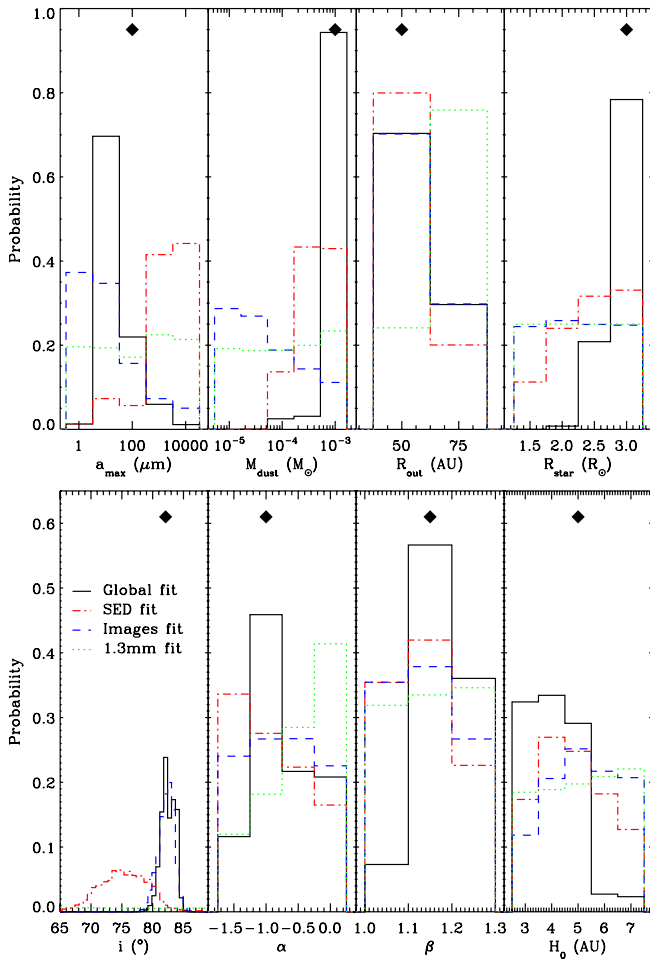 1.0
0.8
0.6
0.4
0.2
0.0
Probability
1 100 10000
a_max (μm)
10^-5 10^-4 10^-3
M_dust (M_⊙)
50 75
R_out (AU)
1.5 2.0 2.5 3.0
R_star (R_⊙)
0.6
0.5
0.4
0.3
0.2
0.1
0.0
Probability
Global fit
SED fit
Images fit
1.3mm fit
65 70 75 80 85
i (°)
−1.5 −1.0 −0.5 0.0
α
1.0 1.1 1.2 1.3
β
3 4 5 6 7
H_0 (AU)